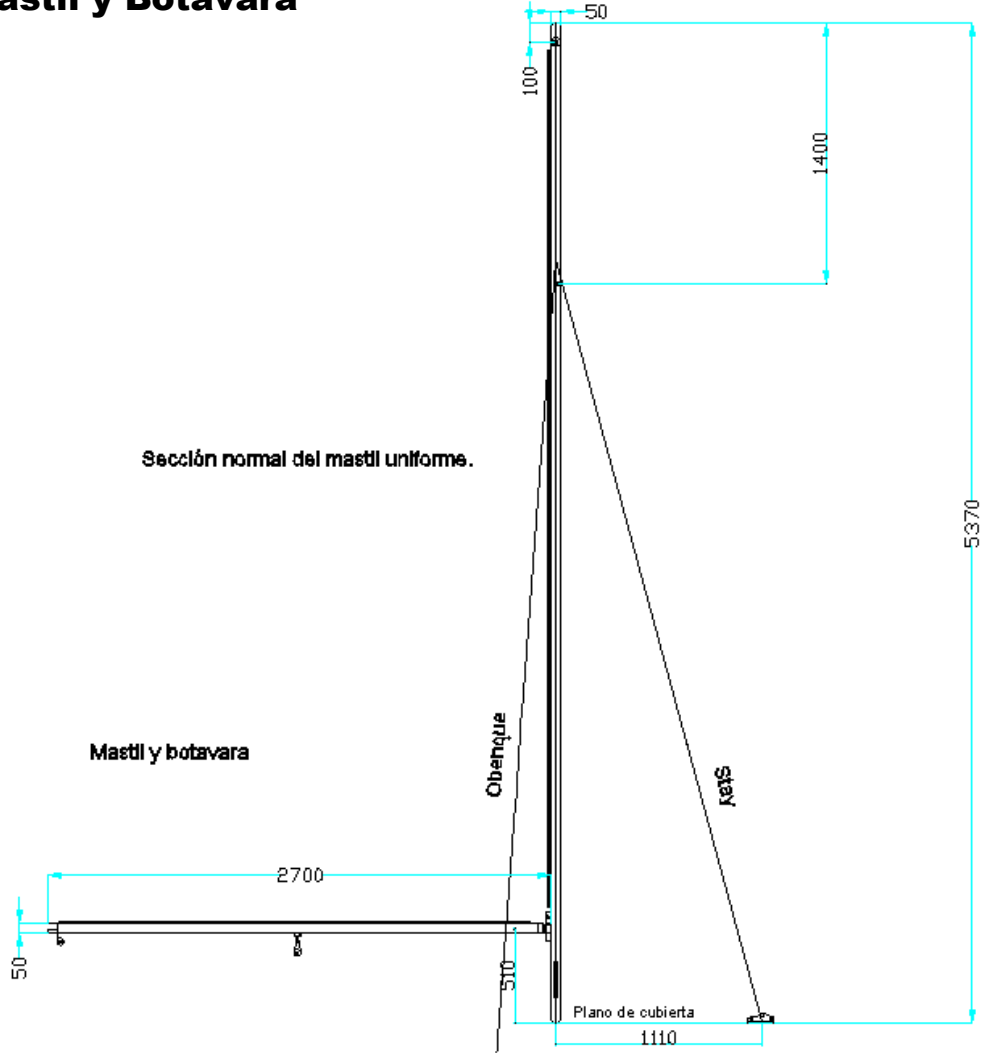 astil y Botavara
50
100
1400
Sección normal del mastil uniforme.
5370
Obenque
Mastil y botavara
Stay
2700
50
510
Plano de cubierta
1110